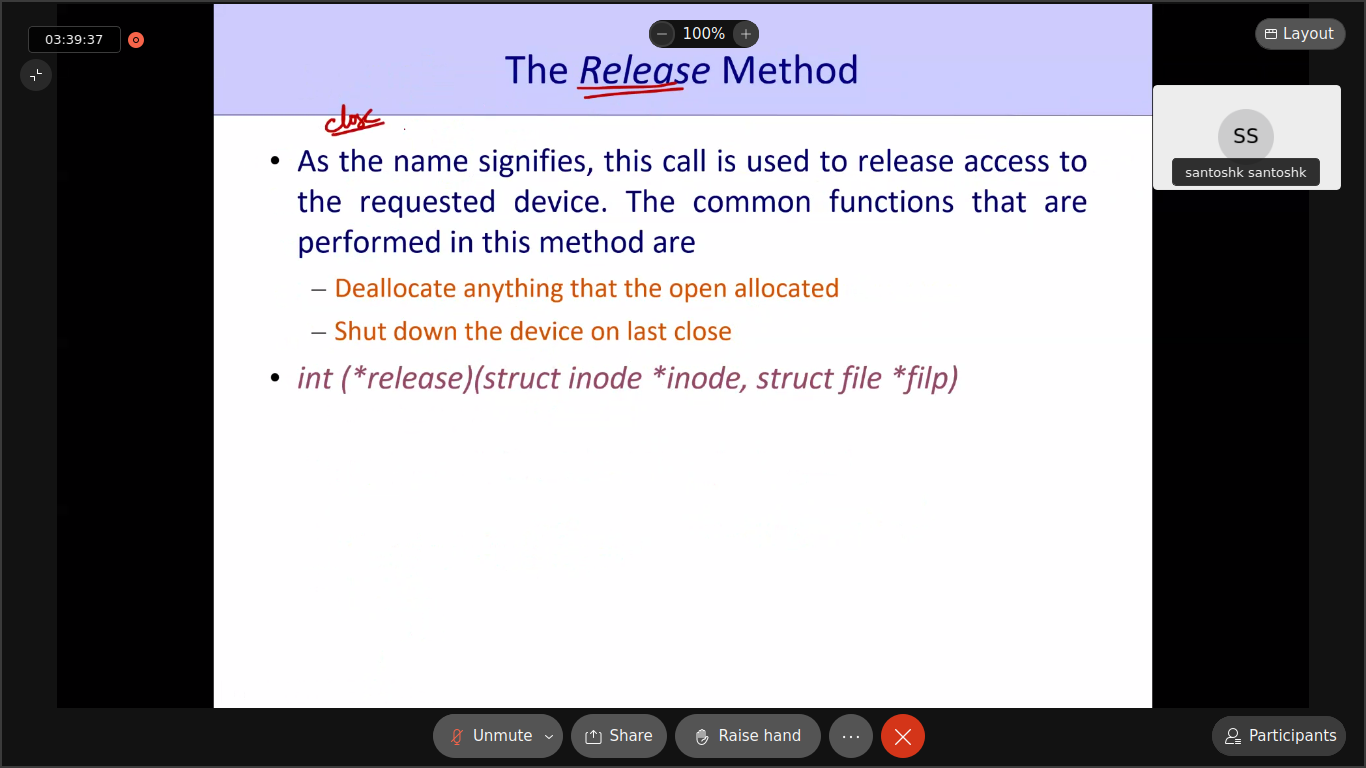 03:39:37
100%
Layout
The Release Method
close
SS
santoshk santoshk
• As the name signifies, this call is used to release access to
the requested device. The common functions that are
performed in this method are
– Deallocate anything that the open allocated
– Shut down the device on last close
• int (*release)(struct inode *inode, struct file *filp)
Unmute
Share
Raise hand
Participants